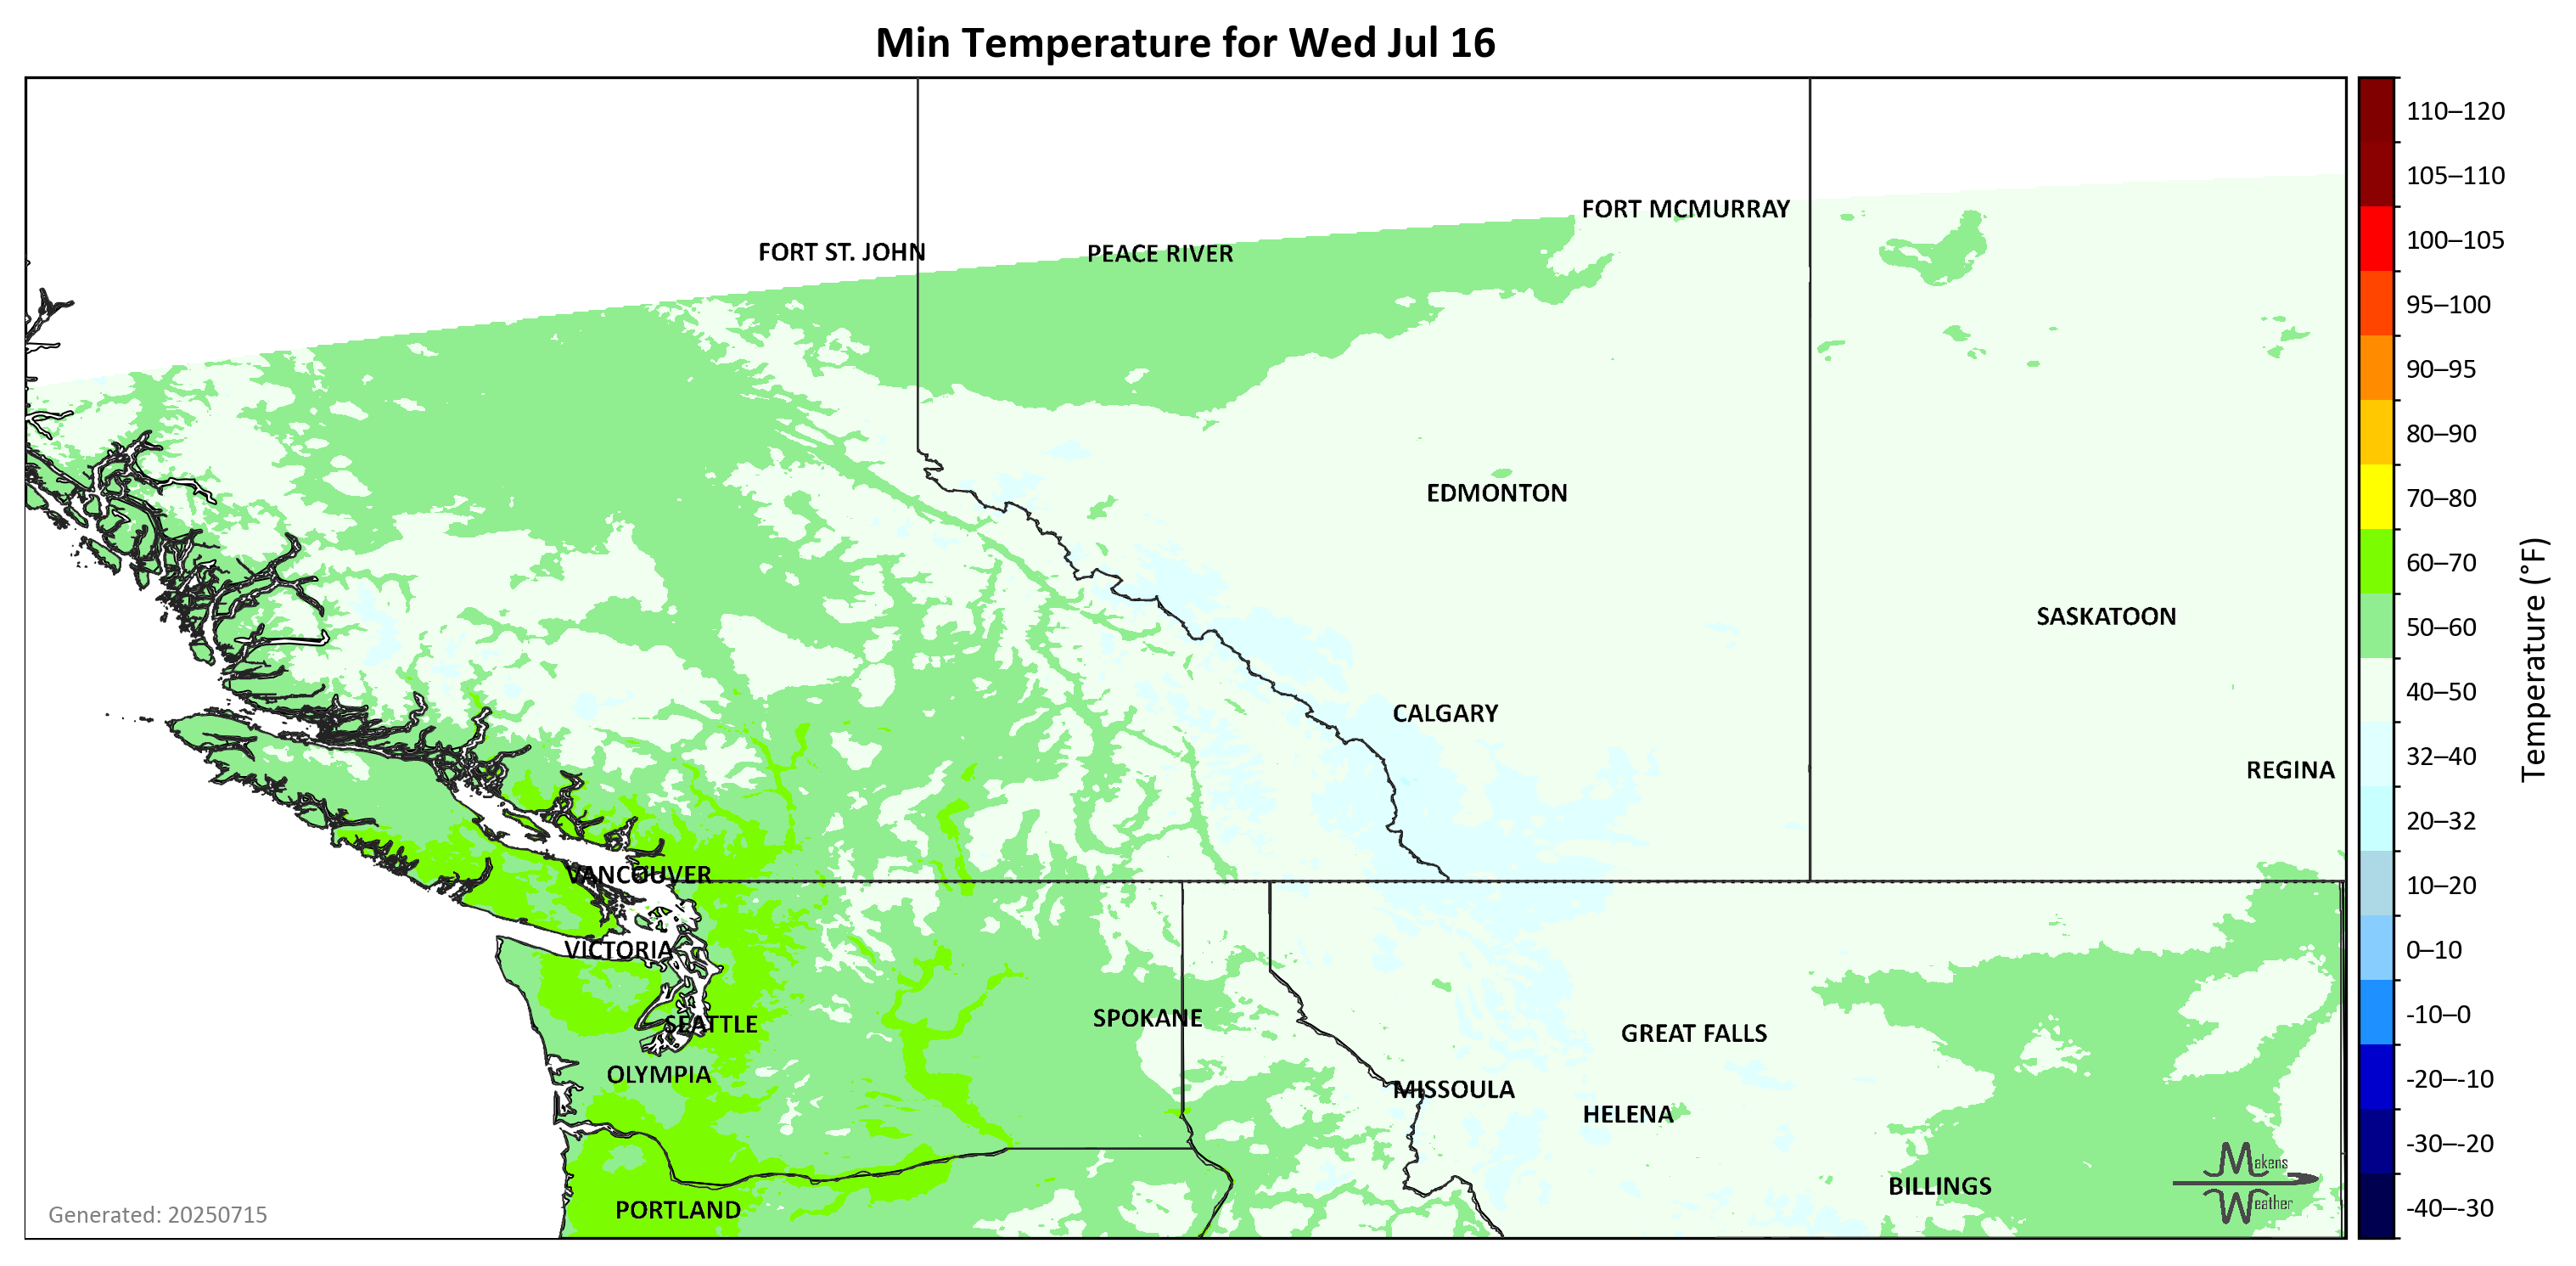 Min Temperature for Wed Jul 16
110–120
105–110
FORT MCMURRAY
100–105
FORT ST. JOHN
PEACE RIVER
95–100
90–95
80–90
EDMONTON
70–80
60–70
SASKATOON
50–60
40–50
CALGARY
32–40
REGINA
Temperature (°F)
20–32
VANCOUVER
10–20
VICTORIA
0–10
SEATTLE
SPOKANE
GREAT FALLS
-10–0
OLYMPIA
MISSOULA
-20–-10
HELENA
-30–-20
Makens
Weather
BILLINGS
PORTLAND
-40–-30
Generated: 20250715